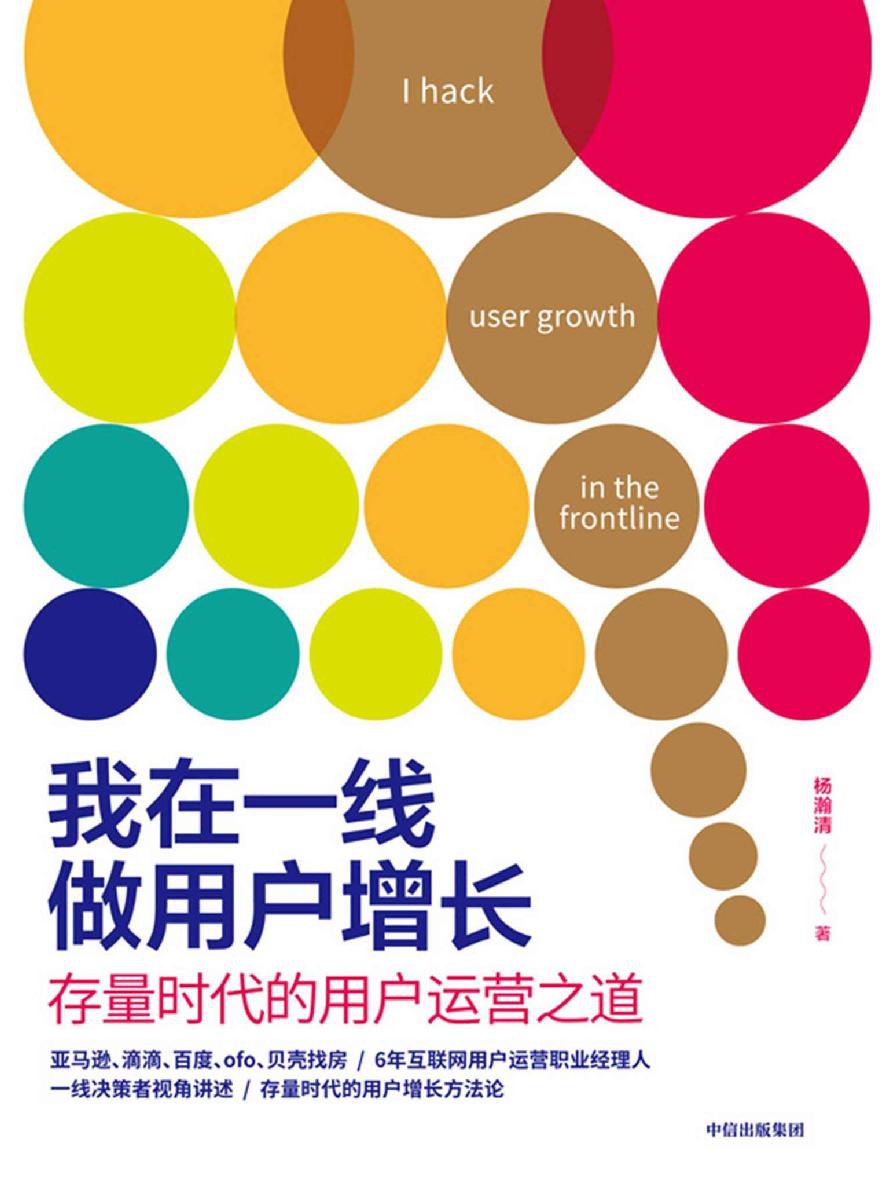 I hack
user growth
in the
frontline
我在一线
做用户增长
杨瀚清 著
存量时代的用户运营之道
亚马逊、滴滴、百度、ofo、贝壳找房 / 6年互联网用户运营职业经理人
一线决策者视角讲述 / 存量时代的用户增长方法论
中信出版集团